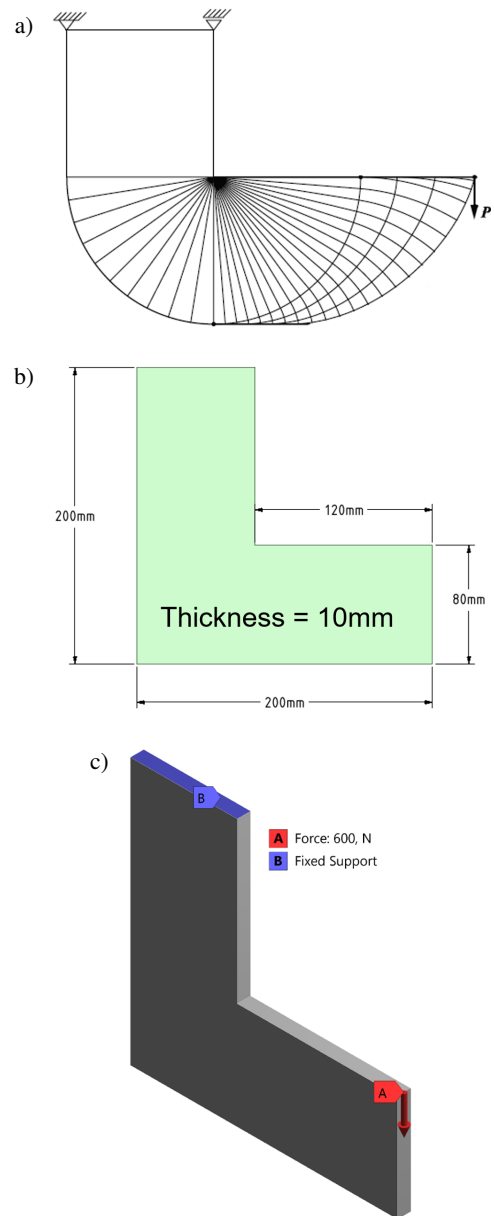 a)
P
b)
200mm
120mm
80mm
Thickness = 10mm
200mm
c)
B
A Force: 600, N
B Fixed Support
A